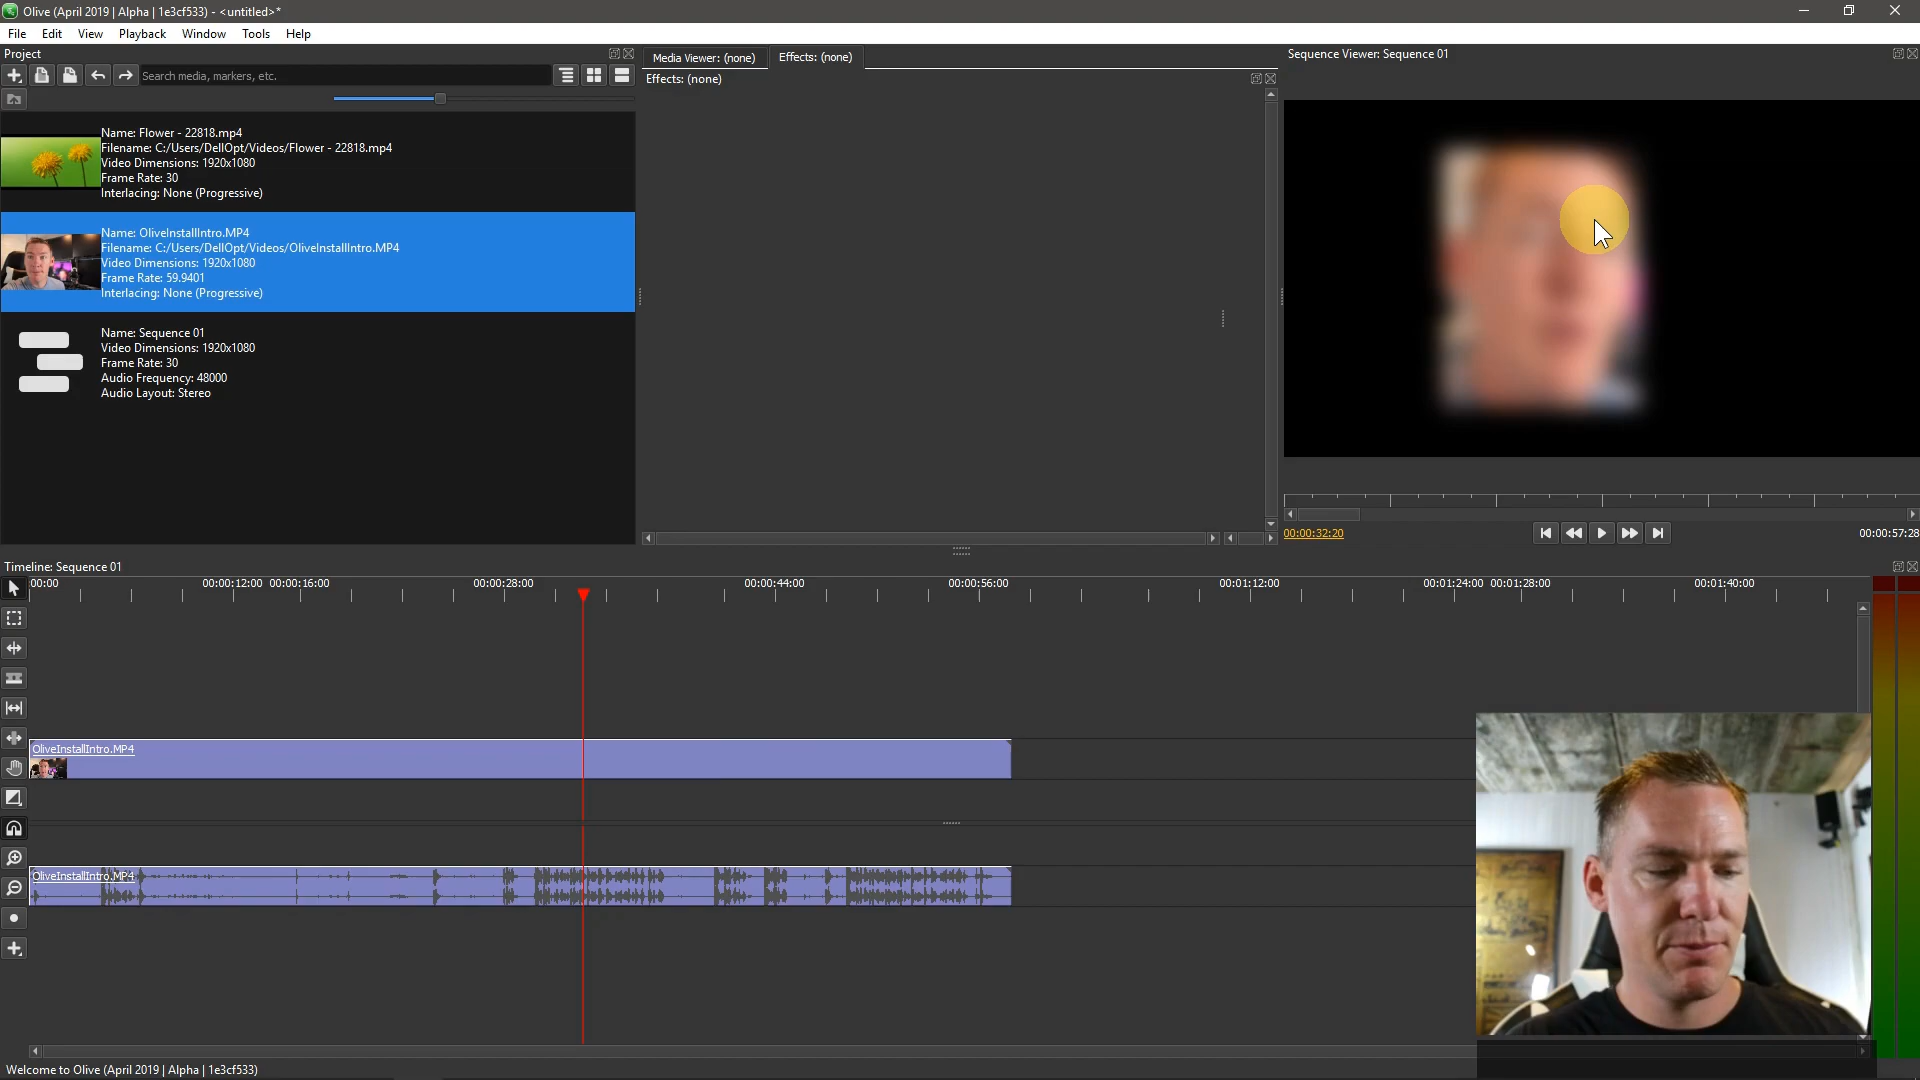 Olive (April 2019 | Alpha | 1e3cf533) - <untitled>*
File Edit View Playback Window Tools Help
Project
Search media, markers, etc.
Name: Flower - 22818.mp4
Filename: C:/Users/DellOpt/Videos/Flower - 22818.mp4
Video Dimensions: 1920x1080
Frame Rate: 30
Interlacing: None (Progressive)
Name: OliveInstallIntro.MP4
Filename: C:/Users/DellOpt/Videos/OliveInstallIntro.MP4
Video Dimensions: 1920x1080
Frame Rate: 59.9401
Interlacing: None (Progressive)
Name: Sequence 01
Video Dimensions: 1920x1080
Frame Rate: 30
Audio Frequency: 48000
Audio Layout: Stereo
Media Viewer: (none) Effects: (none)
Effects: (none)
Sequence Viewer: Sequence 01
00:00:32:20 00:00:57:28
Timeline: Sequence 01
00:00 00:00:12:00 00:00:16:00 00:00:28:00 00:00:44:00 00:00:56:00 00:01:12:00 00:01:24:00 00:01:28:00 00:01:40:00
OliveInstallIntro.MP4
OliveInstallIntro.MP4
Welcome to Olive (April 2019 | Alpha | 1e3cf533)